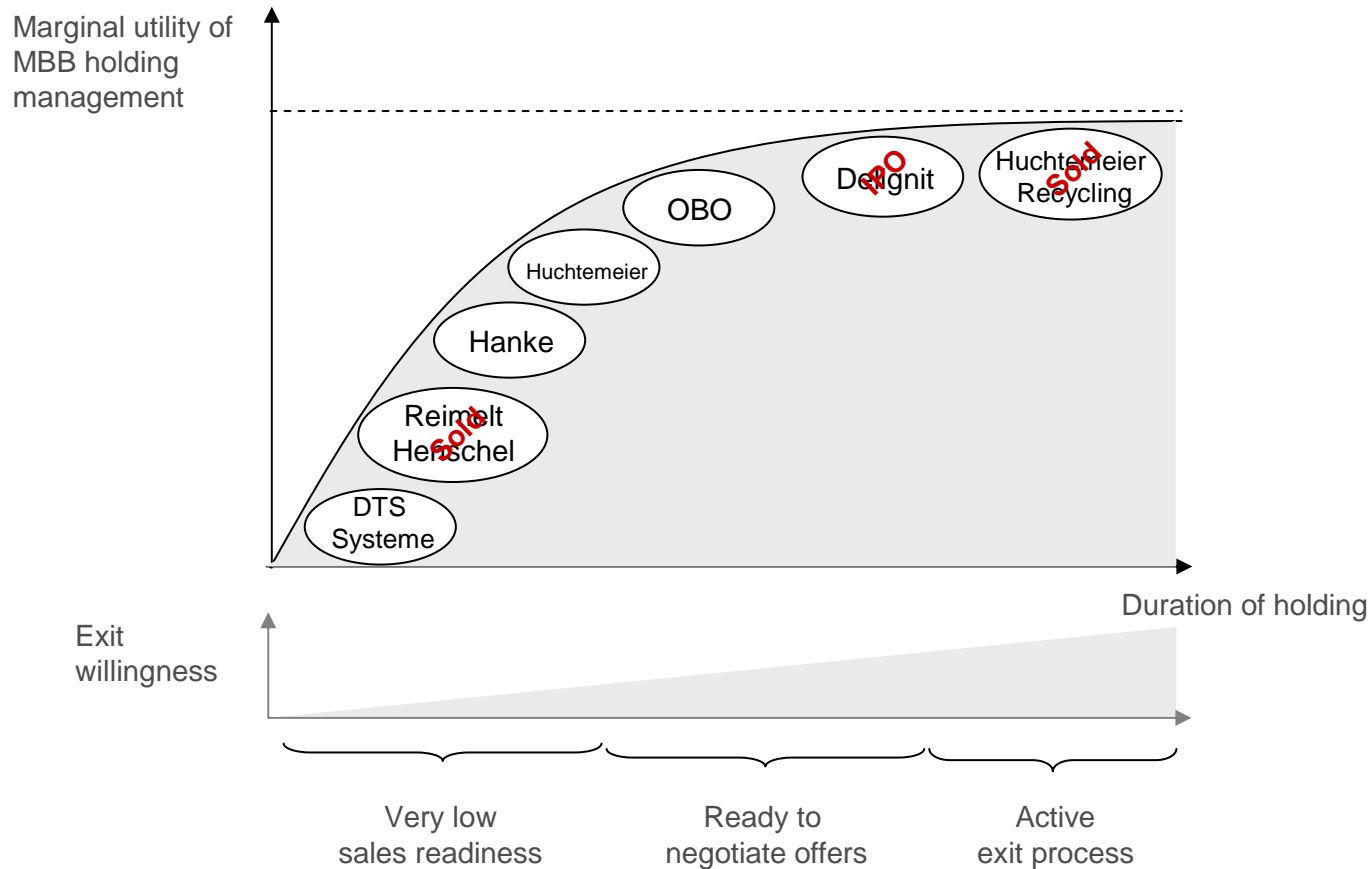 Marginal utility of
MBB holding
management
Delignit
IPO
Huchtemeier
Recycling
Sold
OBO
Huchtemeier
Hanke
Reimelt
Henschel
Sold
DTS
Systeme
Duration of holding
Exit
willingness
Very low
sales readiness
Ready to
negotiate offers
Active
exit process